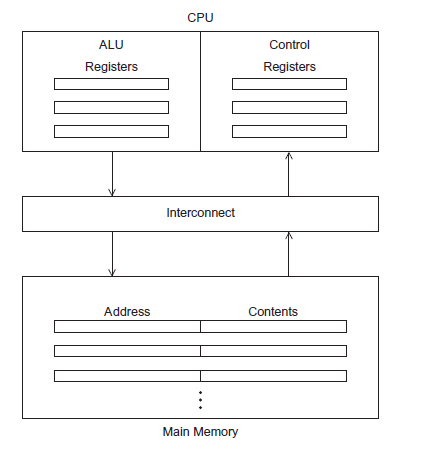 CPU
ALU Control
Registers Registers
Interconnect
Address Contents
Main Memory